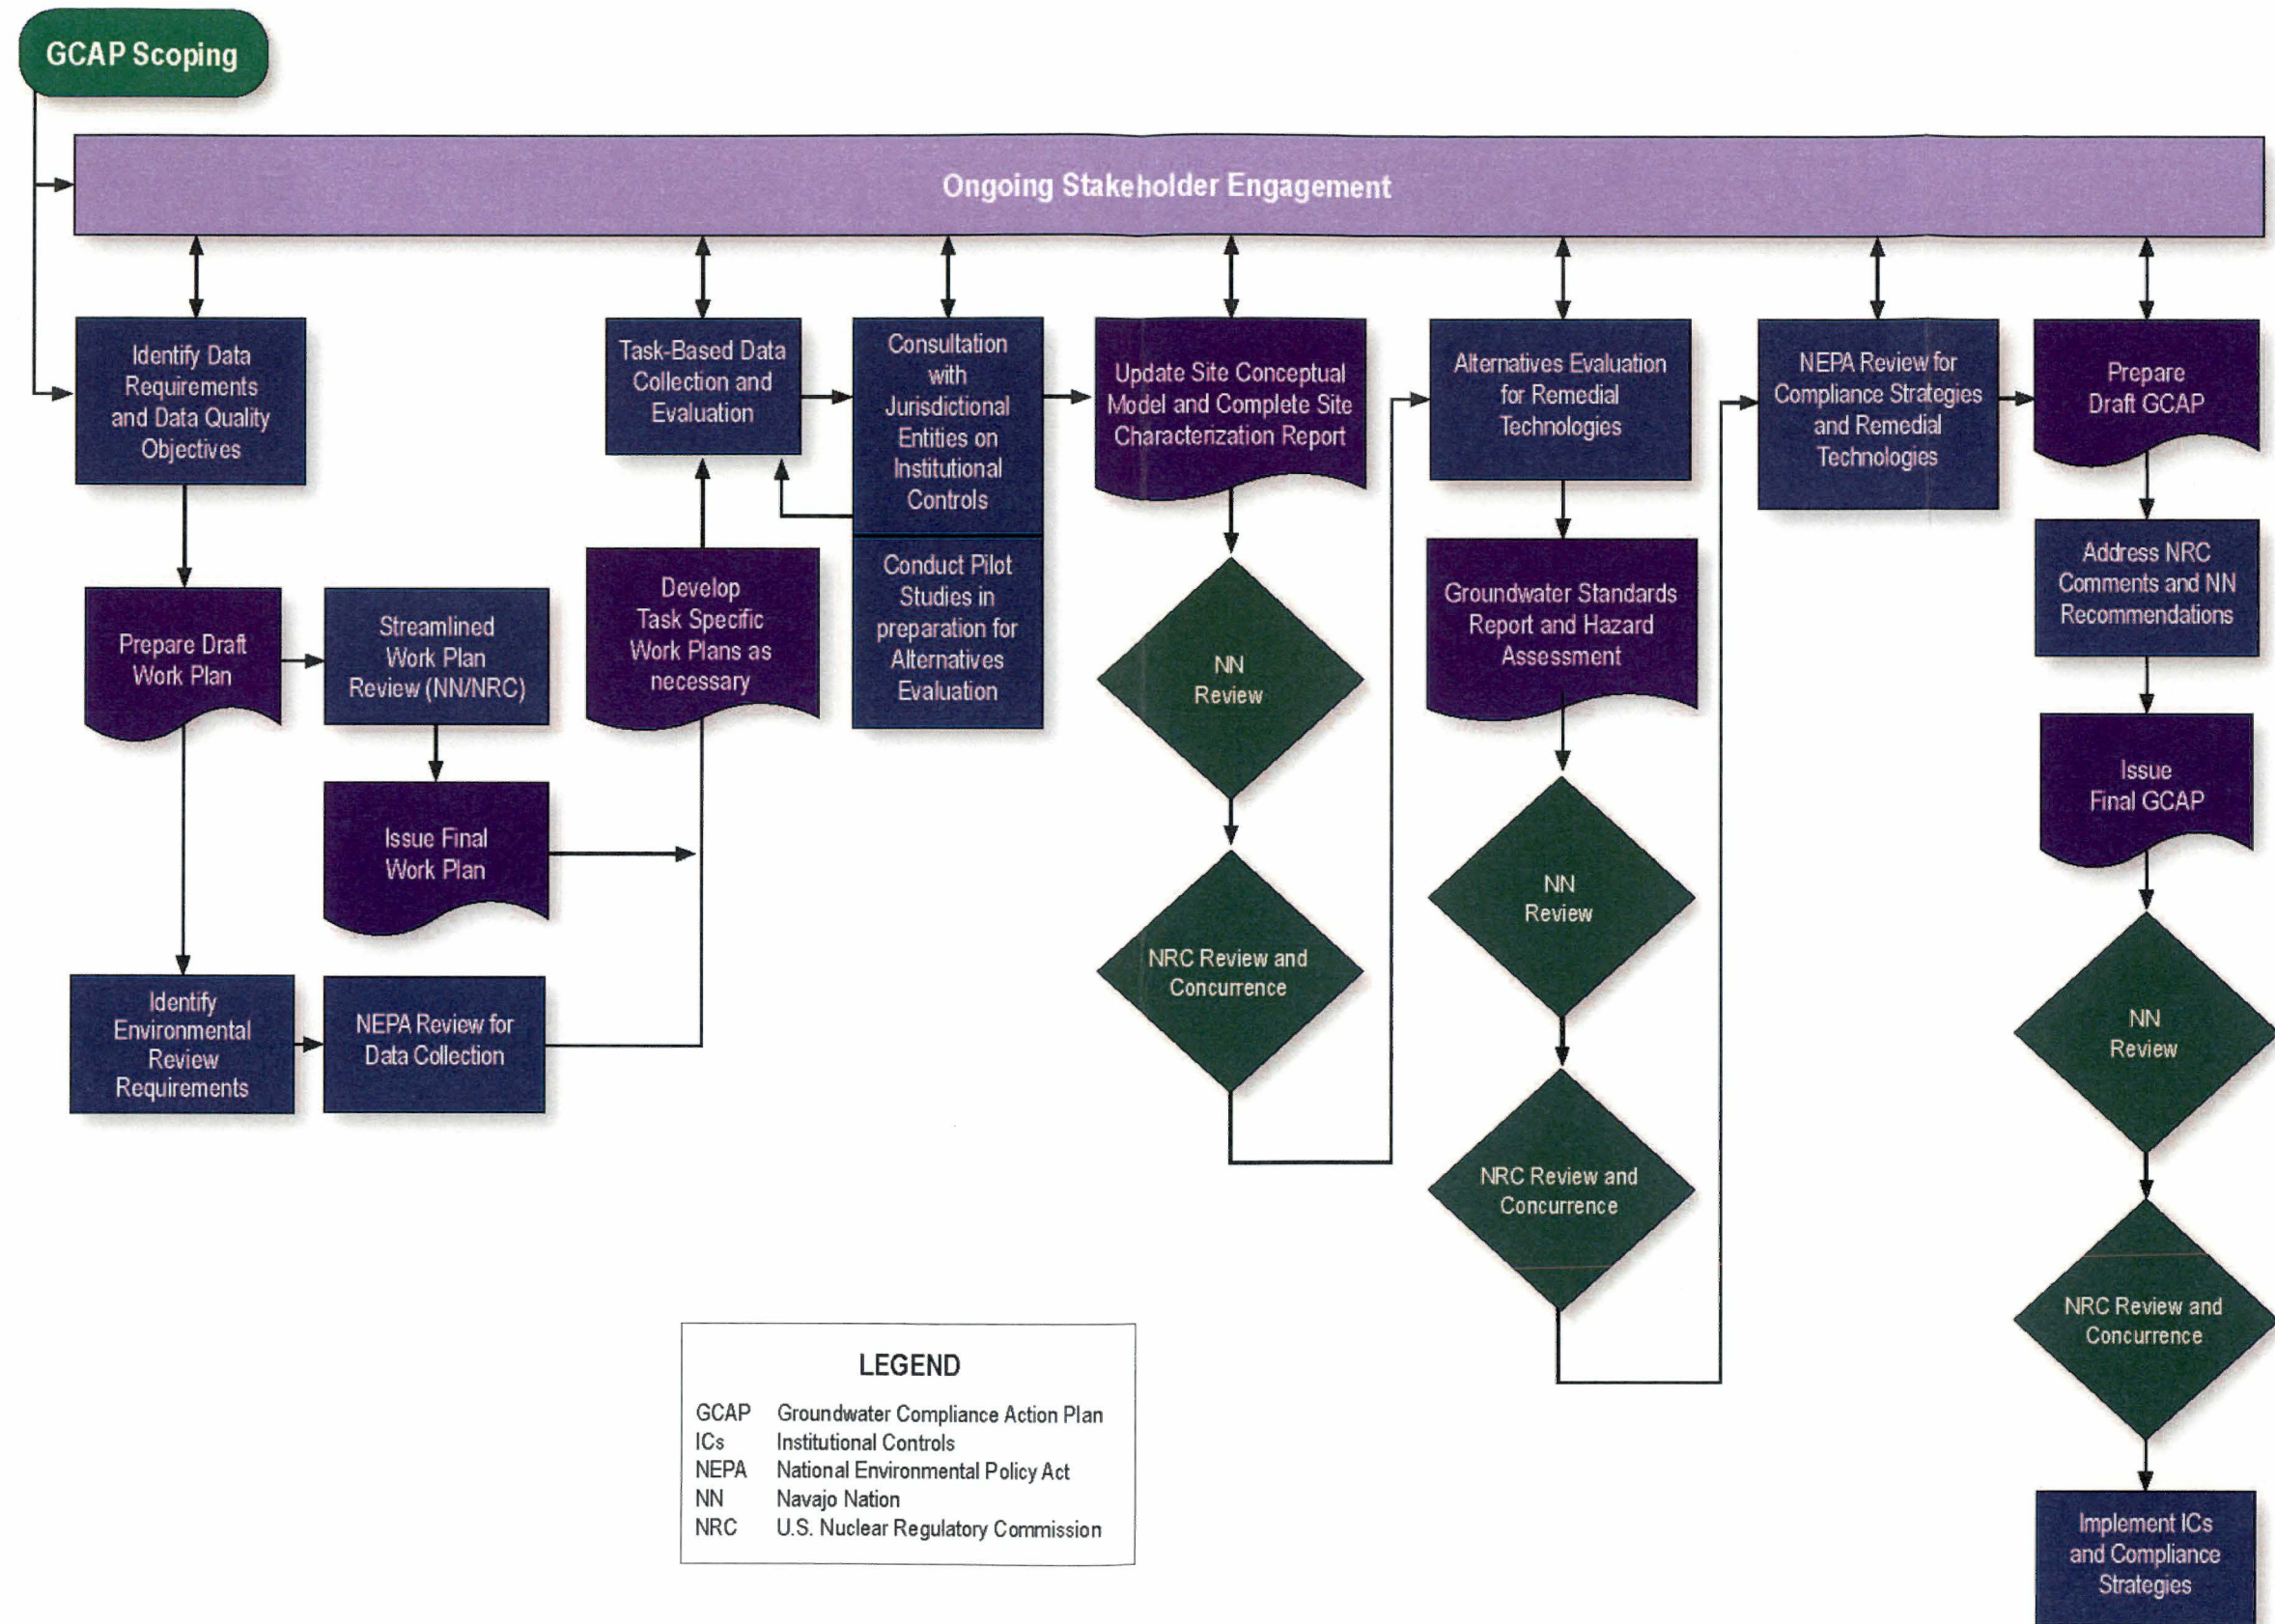 GCAP Scoping
Ongoing Stakeholder Engagement
Identify Data
Requirements
and Data Quality
Objectives
Prepare Draft
Work Plan
Streamlined
Work Plan
Review (NN/NRC)
Issue Final
Work Plan
Identify
Environmental
Review
Requirements
NEPA Review for
Data Collection
Task-Based Data
Collection and
Evaluation
Develop
Task Specific
Work Plans as
necessary
Consultation
with
Jurisdictional
Entities on
Institutional
Controls
Conduct Pilot
Studies in
preparation for
Alternatives
Evaluation
Update Site Conceptual
Model and Complete Site
Characterization Report
NN
Review
NRC Review and
Concurrence
Alternatives Evaluation
for Remedial
Technologies
Groundwater Standards
Report and Hazard
Assessment
NN
Review
NRC Review and
Concurrence
NEPA Review for
Compliance Strategies
and Remedial
Technologies
Prepare
Draft GCAP
Address NRC
Comments and NN
Recommendations
Issue
Final GCAP
NN
Review
NRC Review and
Concurrence
Implement ICs
and Compliance
Strategies
LEGEND
GCAP Groundwater Compliance Action Plan
ICs Institutional Controls
NEPA National Environmental Policy Act
NN Navajo Nation
NRC U.S. Nuclear Regulatory Commission